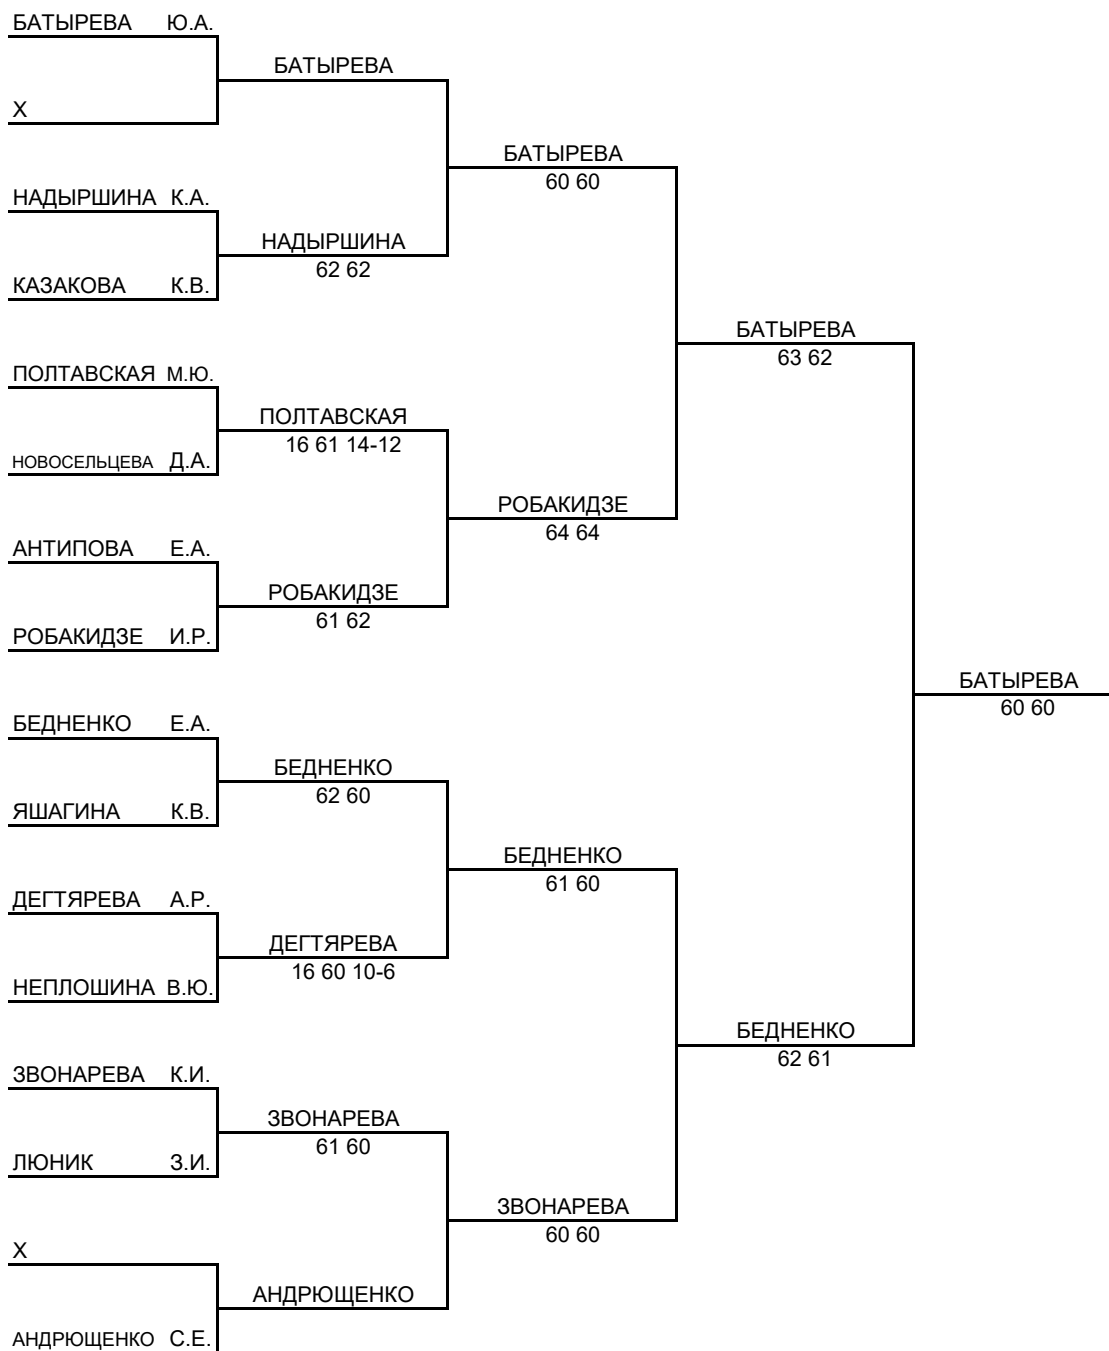 БАТЫРЕВА Ю.А.
БАТЫРЕВА
Х
БАТЫРЕВА
60 60
НАДЫРШИНА К.А.
НАДЫРШИНА
62 62
КАЗАКОВА К.В.
БАТЫРЕВА
63 62
ПОЛТАВСКАЯ М.Ю.
ПОЛТАВСКАЯ
16 61 14-12
НОВОСЕЛЬЦЕВА Д.А.
РОБАКИДЗЕ
64 64
АНТИПОВА Е.А.
РОБАКИДЗЕ
61 62
РОБАКИДЗЕ И.Р.
БАТЫРЕВА
60 60
БЕДНЕНКО Е.А.
БЕДНЕНКО
62 60
ЯШАГИНА К.В.
БЕДНЕНКО
61 60
ДЕГТЯРЕВА А.Р.
ДЕГТЯРЕВА
16 60 10-6
НЕПЛОШИНА В.Ю.
БЕДНЕНКО
62 61
ЗВОНАРЕВА К.И.
ЗВОНАРЕВА
61 60
ЛЮНИК З.И.
ЗВОНАРЕВА
60 60
Х
АНДРЮЩЕНКО
АНДРЮЩЕНКО С.Е.